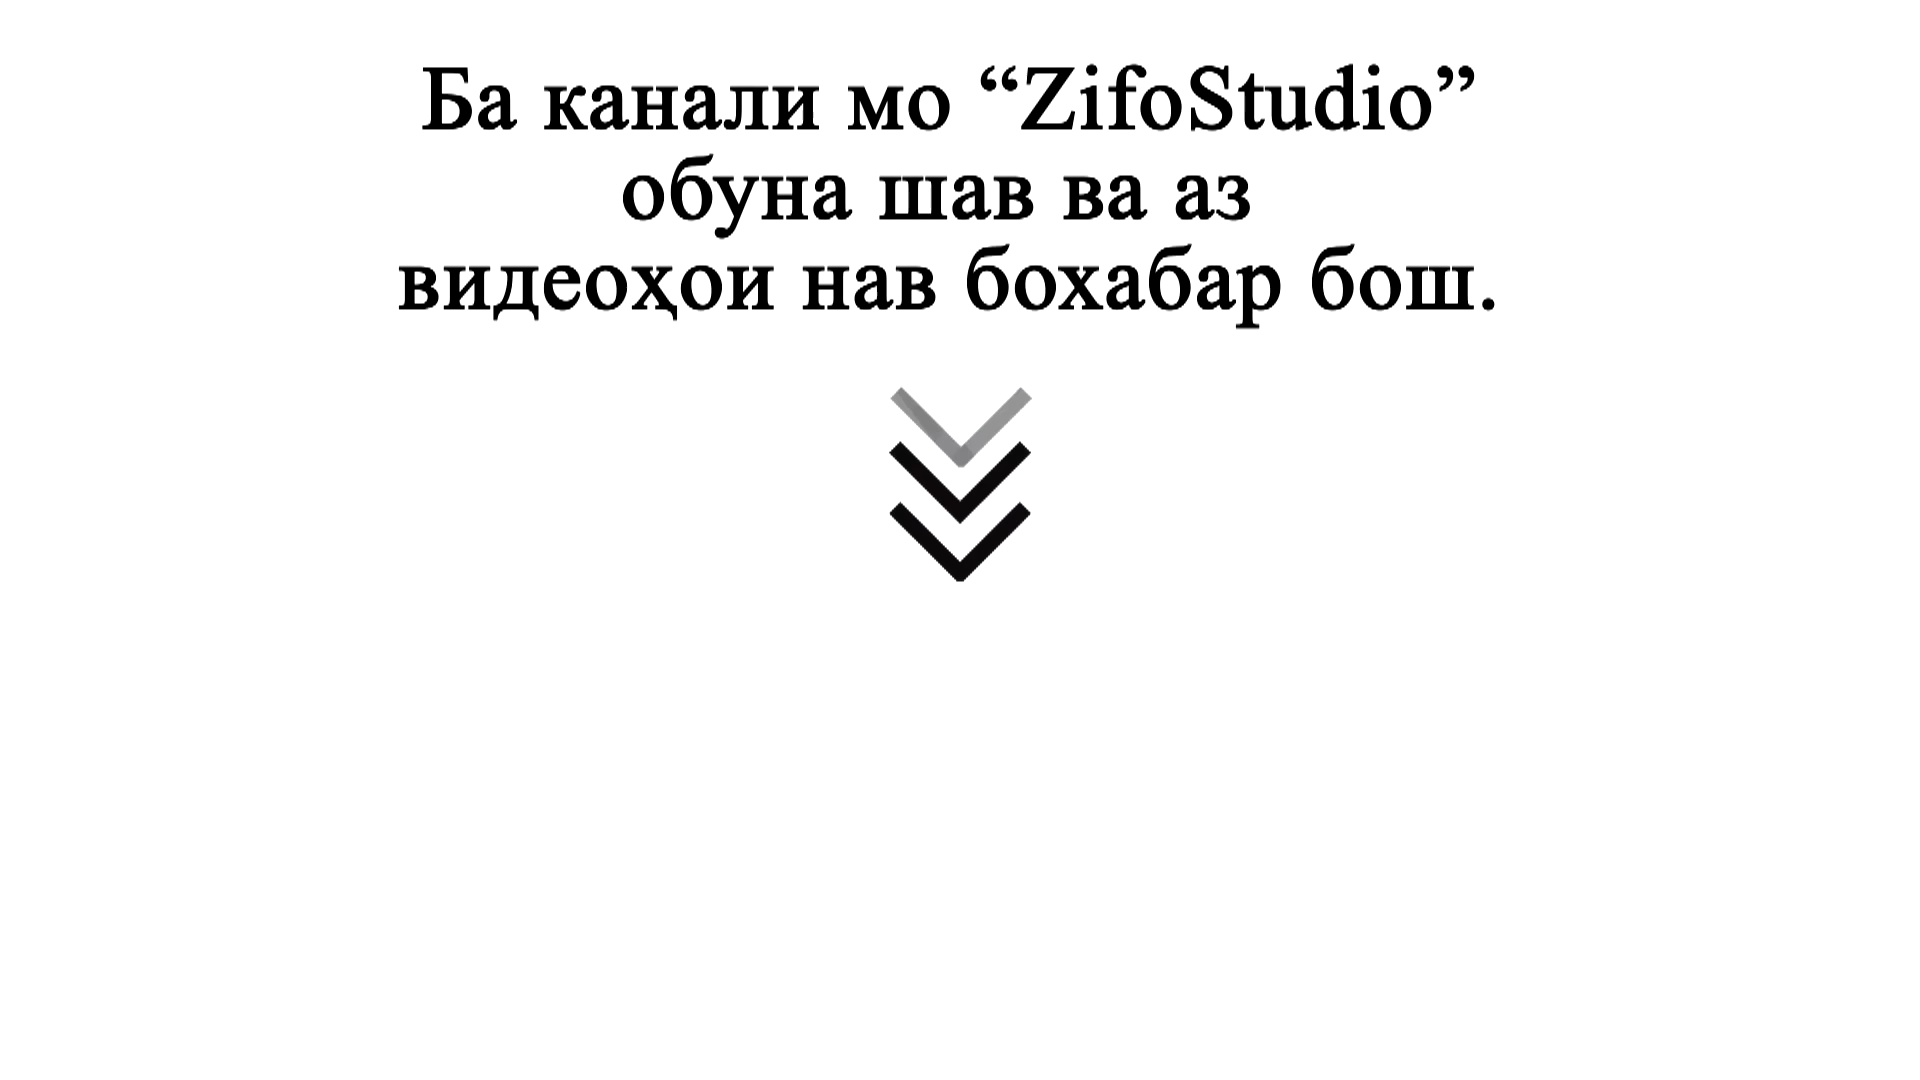 Ба канали мо “ZifoStudio”
обуна шав ва аз
видеоҳои нав бохабар бош.